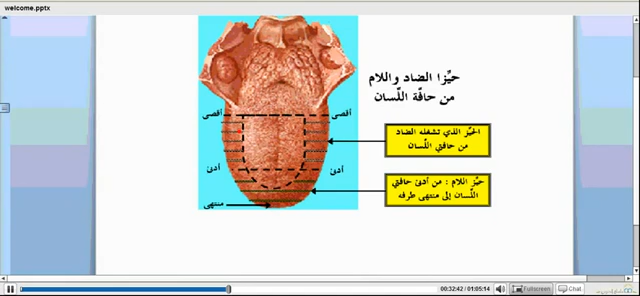 welcome.pptx
حيِّزا الضاد واللام
من حافّة اللّسان
أقصى
أقصى
الحيِّز الذي تشغله الضاد
من حافتي اللّسان
أدنى
أدنى
حيِّز اللام : من أدنى حافتي
اللّسان إلى منتهى طرفه
منتهى
00:32:42 / 01:05:14
Fullscreen
Chat